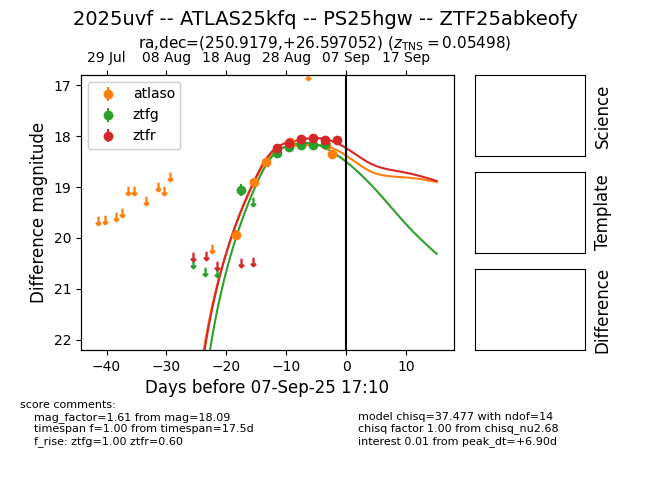 2025uvf -- ATLAS25kfq -- PS25hgw -- ZTF25abkeofy
ra,dec=(250.9179,+26.597052) (zTNS = 0.05498)
29 Jul 08 Aug 18 Aug 28 Aug 07 Sep 17 Sep
atlaso
ztfg
ztfr
17
18
19
20
21
22
Difference magnitude
−40 −30 −20 −10 0 10
Days before 07-Sep-25 17:10
Science
Template
Difference
score comments:
mag_factor=1.61 from mag=18.09
timespan f=1.00 from timespan=17.5d
f_rise: ztfg=1.00 ztfr=0.60
model chisq=37.477 with ndof=14
chisq factor 1.00 from chisq_nu2.68
interest 0.01 from peak_dt=+6.90d